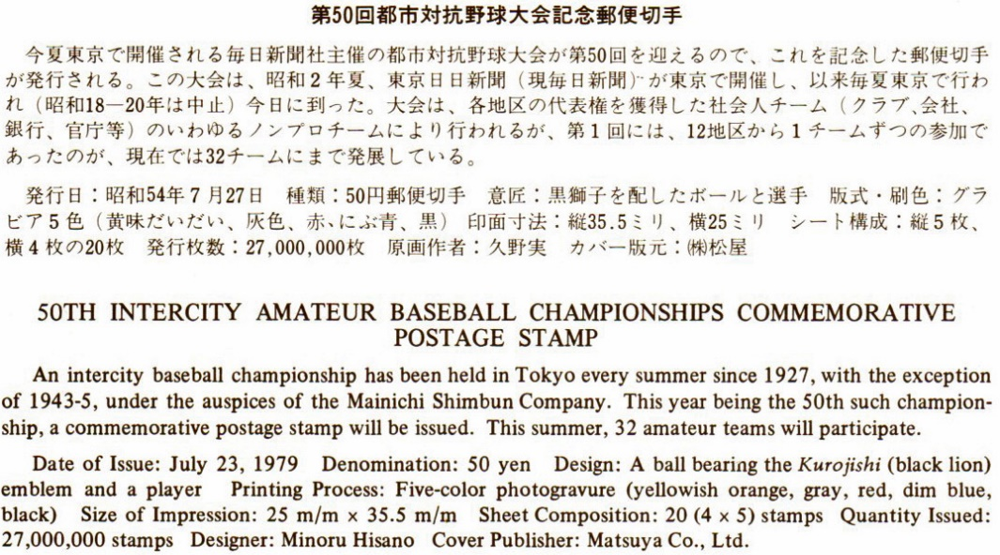 第50回都市対抗野球大会記念郵便切手
今夏東京で開催される毎日新聞社主催の都市対抗野球大会が第50回を迎えるので、これを記念した郵便切手
が発行される。この大会は、昭和2年夏、東京日日新聞（現毎日新聞）が東京で開催し、以来毎夏東京で行わ
れ（昭和18―20年は中止）今日に到った。大会は、各地区の代表権を獲得した社会人チーム（クラブ、会社、
銀行、官庁等）のいわゆるノンプロチームにより行われるが、第1回には、12地区から1チームずつの参加で
あったのが、現在では32チームにまで発展している。
発行日：昭和54年7月27日　種類：50円郵便切手　意匠：黒獅子を配したボールと選手　版式・刷色：グラ
ビア5色（黄味だいだい、灰色、赤、にぶ青、黒）印面寸法：縦35.5ミリ、横25ミリ　シート構成：縦5枚、
横4枚の20枚　発行枚数：27,000,000枚　原画作者：久野実　カバー版元：㈱松屋
50TH INTERCITY AMATEUR BASEBALL CHAMPIONSHIPS COMMEMORATIVE
POSTAGE STAMP
An intercity baseball championship has been held in Tokyo every summer since 1927, with the exception
of 1943-5, under the auspices of the Mainichi Shimbun Company. This year being the 50th such champion-
ship, a commemorative postage stamp will be issued. This summer, 32 amateur teams will participate.
Date of Issue: July 23, 1979 Denomination: 50 yen Design: A ball bearing the Kurojishi (black lion)
emblem and a player Printing Process: Five-color photogravure (yellowish orange, gray, red, dim blue,
black) Size of Impression: 25 m/m × 35.5 m/m Sheet Composition: 20 (4 × 5) stamps Quantity Issued:
27,000,000 stamps Designer: Minoru Hisano Cover Publisher: Matsuya Co., Ltd.